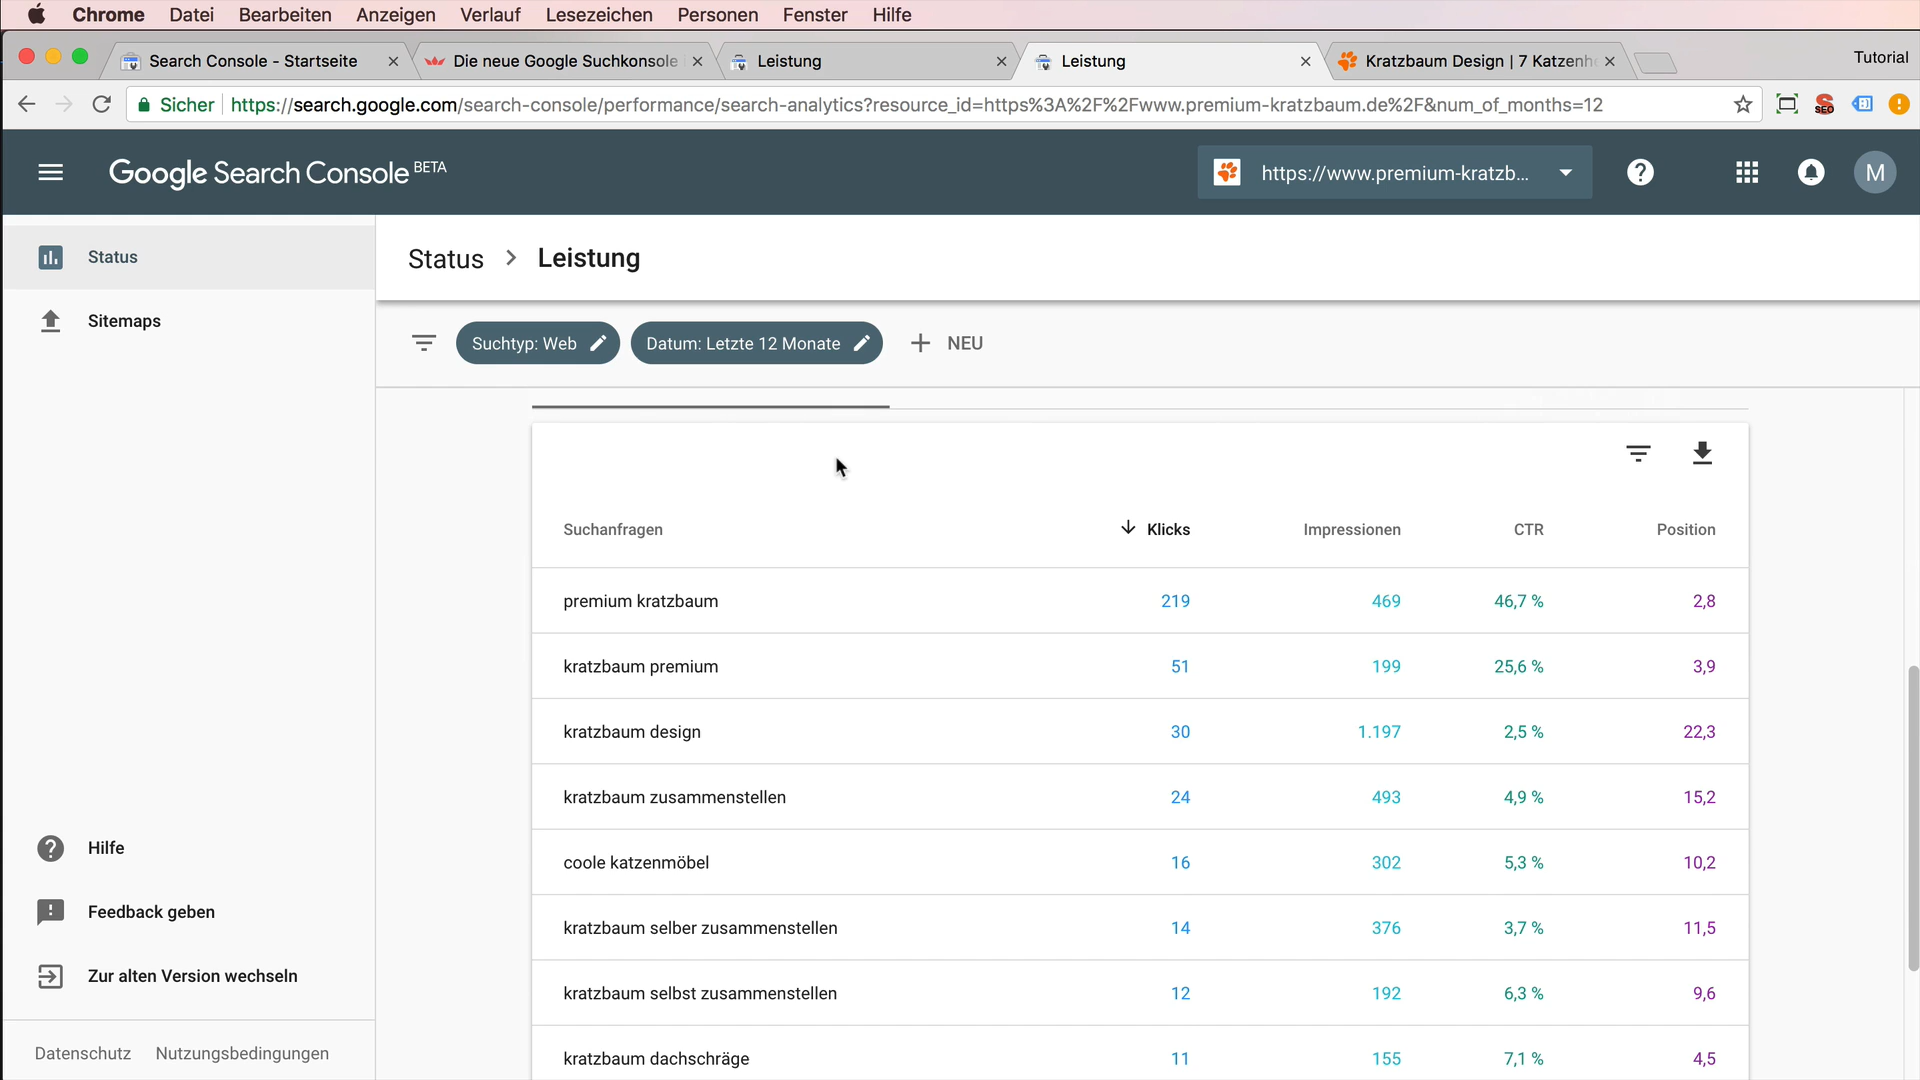 Chrome Datei Bearbeiten Anzeigen Verlauf Lesezeichen Personen Fenster Hilfe
Search Console - Startseite Die neue Google Suchkonsole Leistung Leistung Kratzbaum Design | 7 Katzenh Tutorial
Sicher https://search.google.com/search-console/performance/search-analytics?resource_id=https%3A%2F%2Fwww.premium-kratzbaum.de%2F&num_of_months=12
SEO
Google Search Console BETA https://www.premium-kratzb... M
Status
Sitemaps
Hilfe
Feedback geben
Zur alten Version wechseln
Datenschutz Nutzungsbedingungen
Status > Leistung
Suchtyp: Web Datum: Letzte 12 Monate + NEU
Suchanfragen Klicks Impressionen CTR Position
premium kratzbaum 219 469 46,7 % 2,8
kratzbaum premium 51 199 25,6 % 3,9
kratzbaum design 30 1.197 2,5 % 22,3
kratzbaum zusammenstellen 24 493 4,9 % 15,2
coole katzenmöbel 16 302 5,3 % 10,2
kratzbaum selber zusammenstellen 14 376 3,7 % 11,5
kratzbaum selbst zusammenstellen 12 192 6,3 % 9,6
kratzbaum dachschräge 11 155 7,1 % 4,5